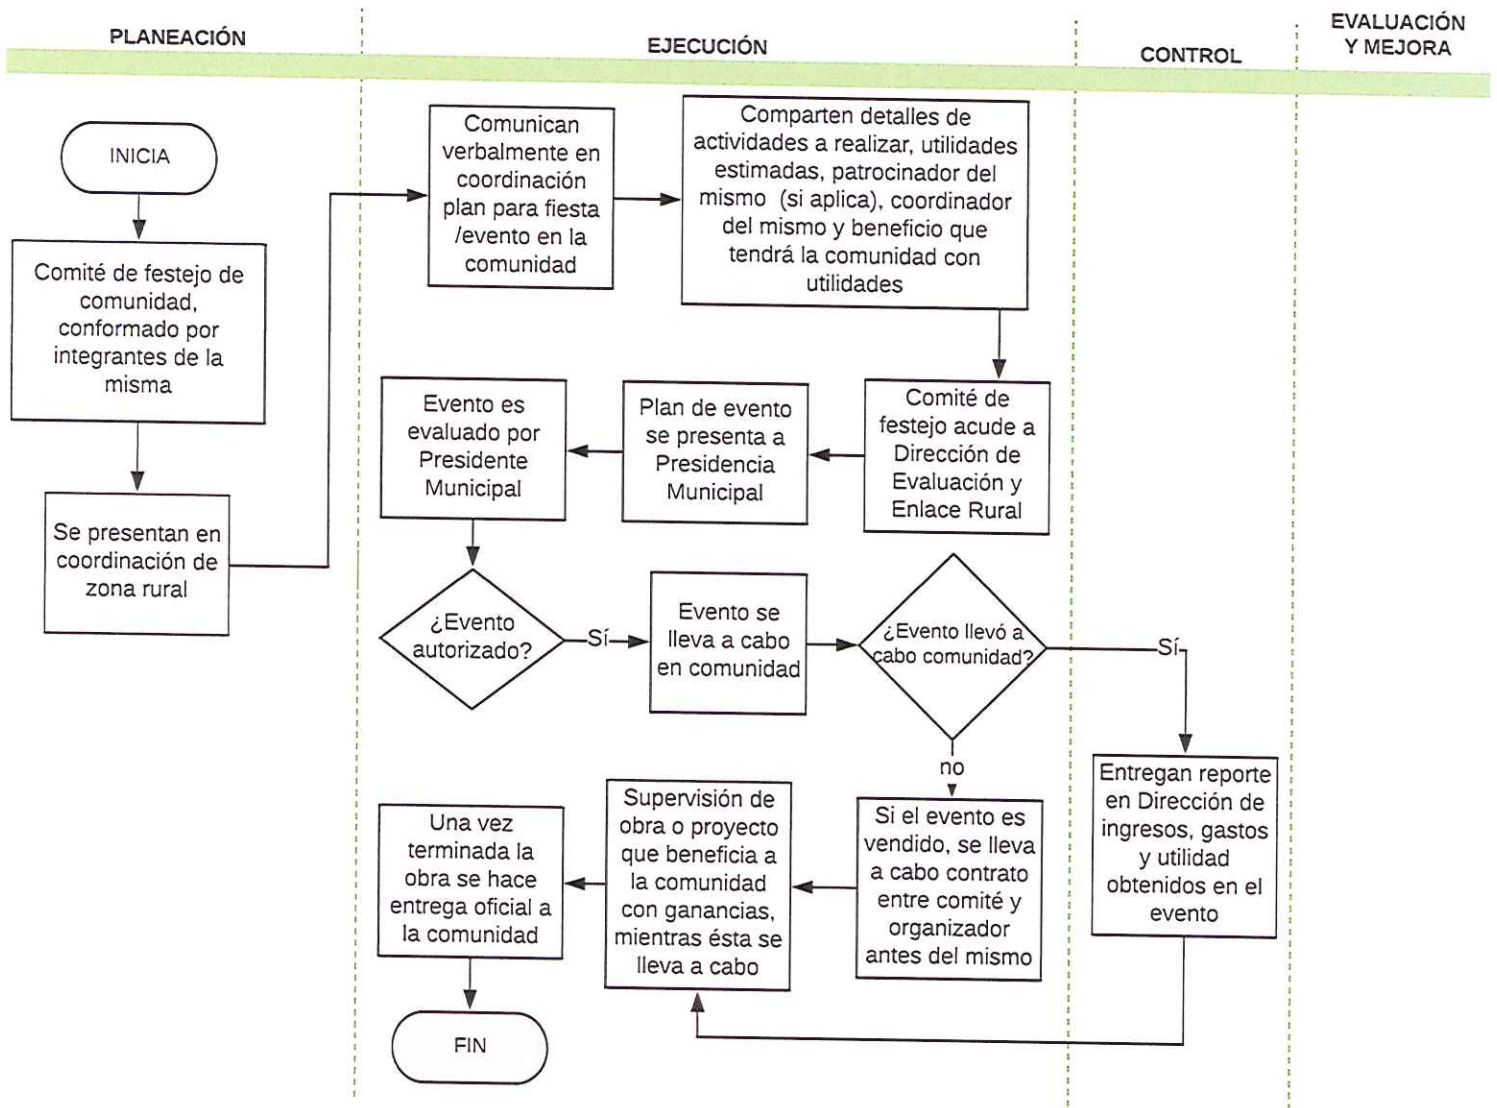 PLANEACIÓN
EJECUCIÓN
CONTROL
EVALUACIÓN
Y MEJORA
INICIA
Comité de festejo de
comunidad,
conformado por
integrantes de la
misma
Se presentan en
coordinación de
zona rural
Comunican
verbalmente en
coordinación
plan para fiesta
/evento en la
comunidad
Comparten detalles de
actividades a realizar, utilidades
estimadas, patrocinador del
mismo (si aplica), coordinador
del mismo y beneficio que
tendrá la comunidad con
utilidades
Comité de
festejo acude a
Dirección de
Evaluación y
Enlace Rural
Plan de evento
se presenta a
Presidencia
Municipal
Evento es
evaluado por
Presidente
Municipal
¿Evento
autorizado?
Sí
Evento se
lleva a cabo
en comunidad
¿Evento llevó a
cabo comunidad?
Sí
no
Entregan reporte
en Dirección de
ingresos, gastos
y utilidad
obtenidos en el
evento
Si el evento es
vendido, se lleva
a cabo contrato
entre comité y
organizador
antes del mismo
Supervisión de
obra o proyecto
que beneficia a
la comunidad
con ganancias,
mientras ésta se
lleva a cabo
Una vez
terminada la
obra se hace
entrega oficial a
la comunidad
FIN